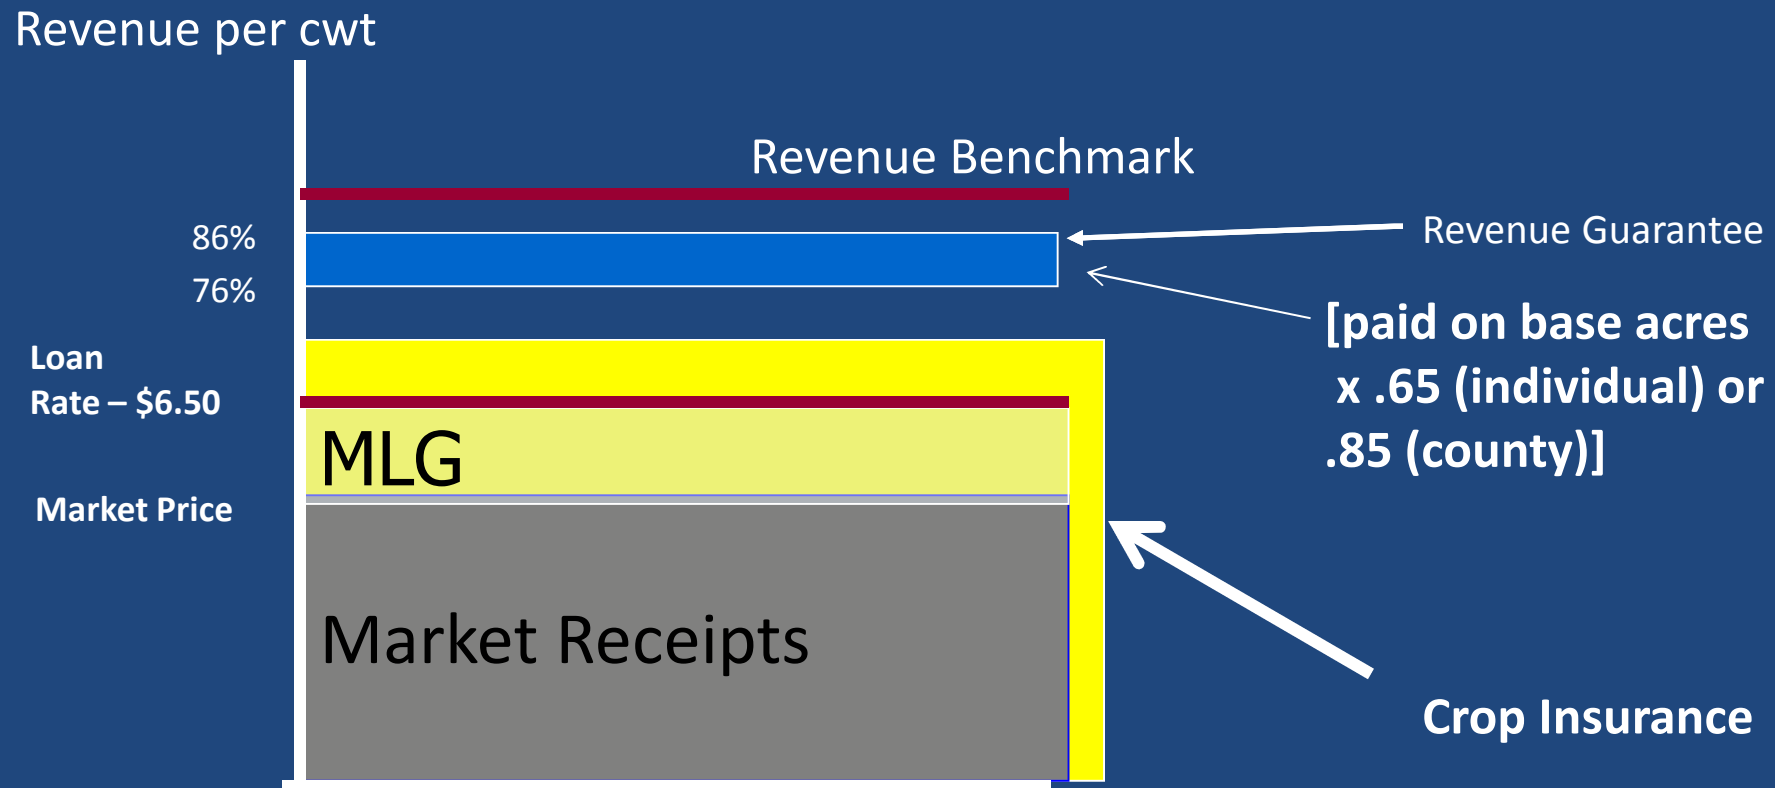 Revenue per cwt
Revenue Benchmark
86%
Revenue Guarantee
76%
[paid on base acres
x .65 (individual) or
.85 (county)]
Loan
Rate – $6.50
MLG
Market Price
Market Receipts
Crop Insurance